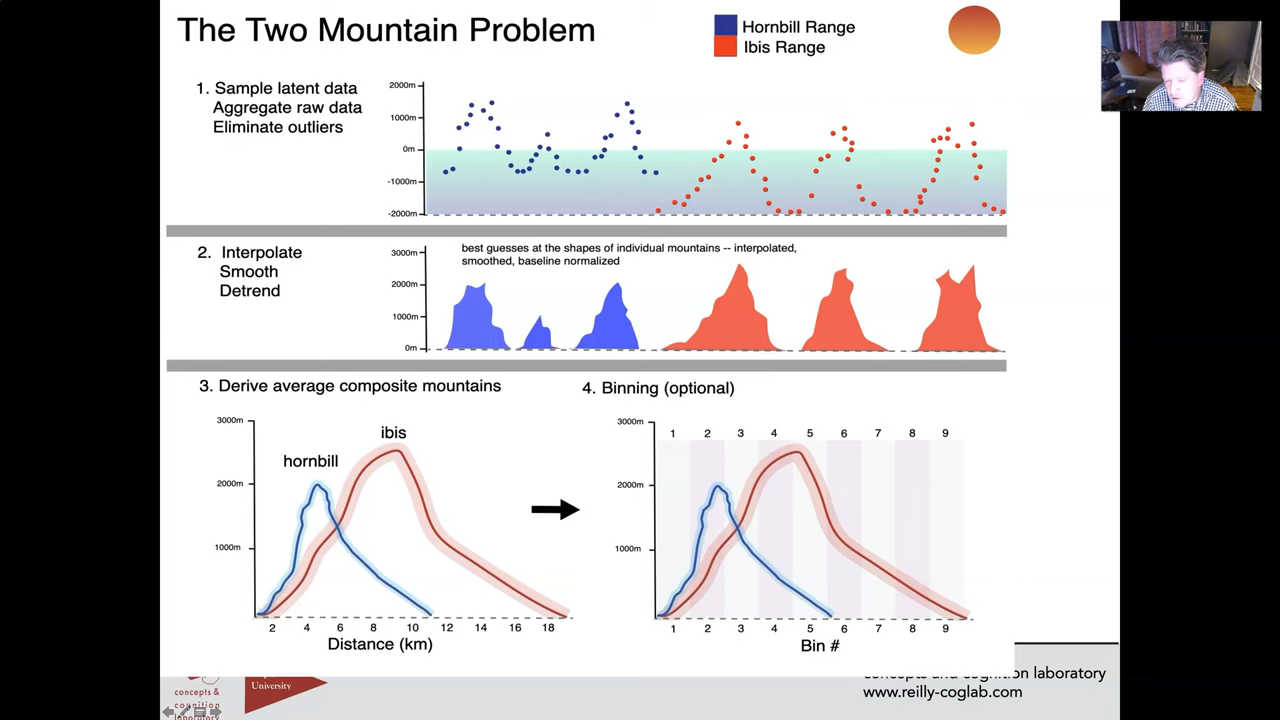 The Two Mountain Problem
Hornbill Range
Ibis Range
1. Sample latent data
Aggregate raw data
Eliminate outliers
2000m
1000m
0m
-1000m
-2000m
2. Interpolate
Smooth
Detrend
best guesses at the shapes of individual mountains -- interpolated,
smoothed, baseline normalized
3000m
2000m
1000m
0m
3. Derive average composite mountains
3000m
2000m
1000m
ibis
hornbill
2 4 6 8 10 12 14 16 18
Distance (km)
4. Binning (optional)
3000m
2000m
1000m
1 2 3 4 5 6 7 8 9
1 2 3 4 5 6 7 8 9
Bin #
concepts &
cognition
laboratory
University
concepts and cognition laboratory
www.reilly-coglab.com